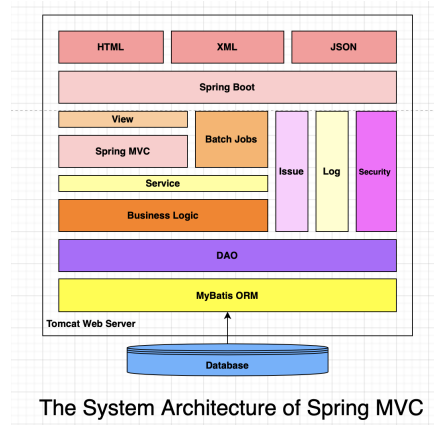 HTML
XML
JSON
Spring Boot
View
Spring MVC
Batch Jobs
Issue
Log
Security
Service
Business Logic
DAO
MyBatis ORM
Tomcat Web Server
Database
The System Architecture of Spring MVC